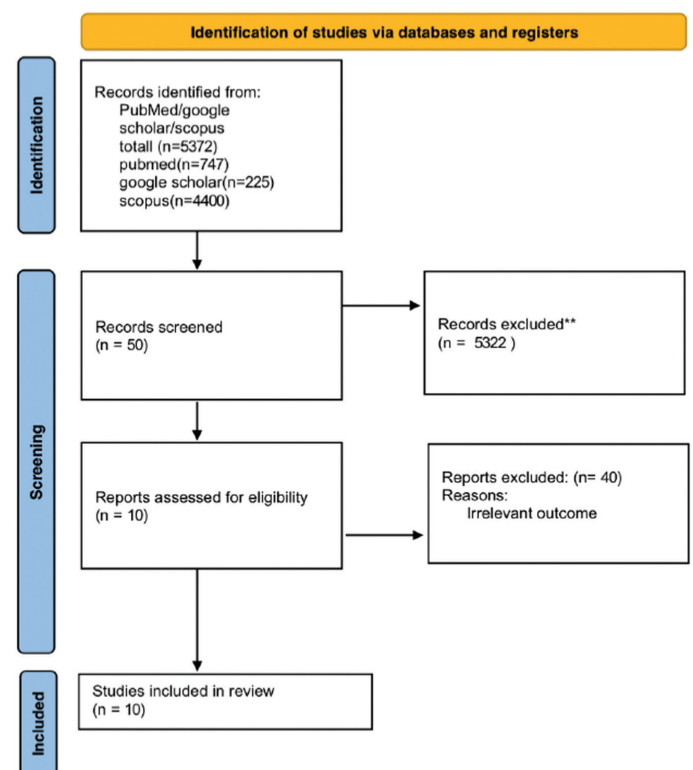 Identification of studies via databases and registers
Identification
Records identified from:
PubMed/google
scholar/scopus
totall (n=5372)
pubmed(n=747)
google scholar(n=225)
scopus(n=4400)
Screening
Records screened
(n = 50)
Records excluded**
(n = 5322 )
Reports assessed for eligibility
(n = 10)
Reports excluded: (n= 40)
Reasons:
Irrelevant outcome
Included
Studies included in review
(n = 10)